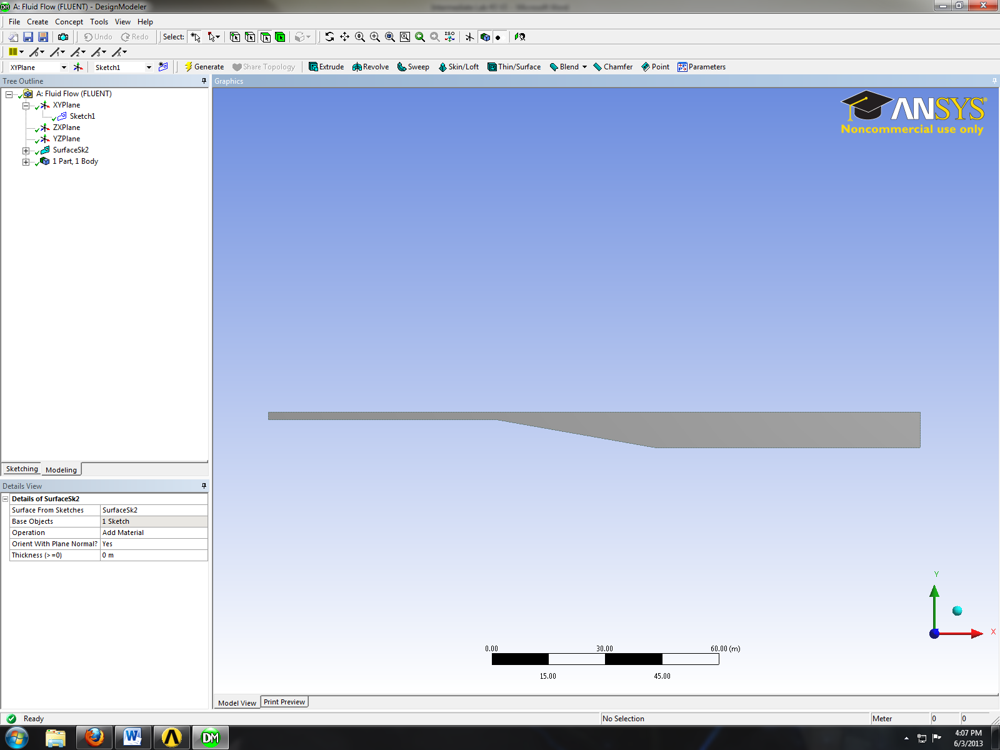 A: Fluid Flow (FLUENT) - DesignModeler
File Create Concept Tools View Help
Undo Redo Select: ISO
XYPlane Sketch1 Generate Share Topology Extrude Revolve Sweep Skin/Loft Thin/Surface Blend Chamfer Point Parameters
Tree Outline
A: Fluid Flow (FLUENT)
XYPlane
Sketch1
ZXPlane
YZPlane
SurfaceSk2
1 Part, 1 Body
Sketching Modeling
Details View
Details of SurfaceSk2
Surface From Sketches SurfaceSk2
Base Objects 1 Sketch
Operation Add Material
Orient With Plane Normal? Yes
Thickness (>=0) 0 m
Graphics
ANSYS
Noncommercial use only
Y
X
0.00 30.00 60.00 (m)
15.00 45.00
Model View Print Preview
Ready No Selection Meter 0 0
DM
4:07 PM
6/3/2013